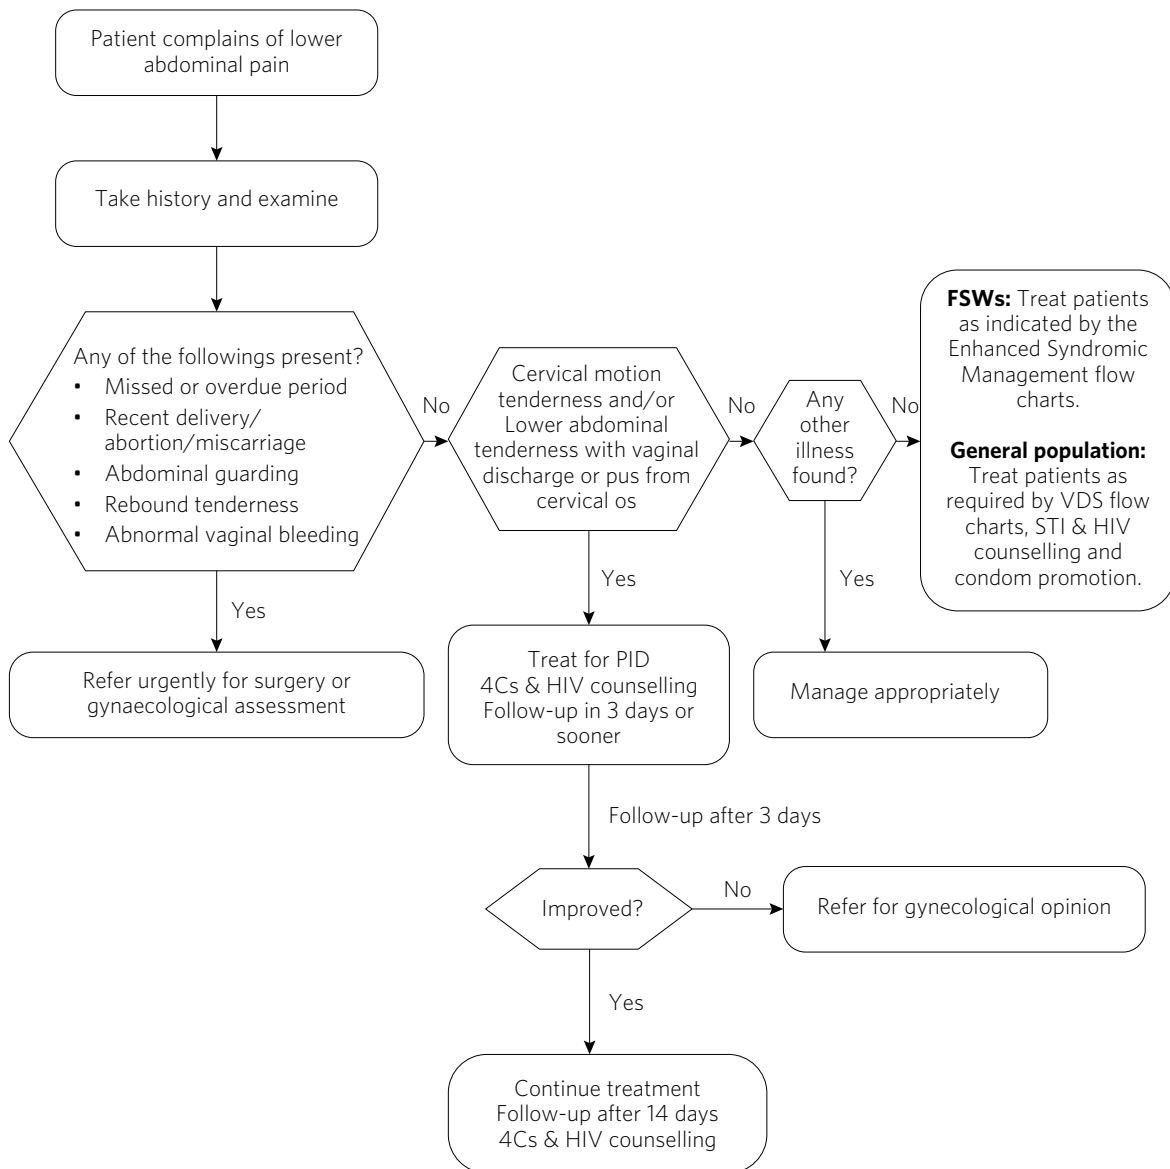 Patient complains of lower
abdominal pain
Take history and examine
Any of the followings present?
• Missed or overdue period
• Recent delivery/
abortion/miscarriage
• Abdominal guarding
• Rebound tenderness
• Abnormal vaginal bleeding
No
Cervical motion
tenderness and/or
Lower abdominal
tenderness with vaginal
discharge or pus from
cervical os
No
Any
other
illness
found?
No
FSWs: Treat patients
as indicated by the
Enhanced Syndromic
Management flow
charts.
General population:
Treat patients as
required by VDS flow
charts, STI & HIV
counselling and
condom promotion.
Yes
Yes
Yes
Refer urgently for surgery or
gynaecological assessment
Treat for PID
4Cs & HIV counselling
Follow-up in 3 days or
sooner
Manage appropriately
Follow-up after 3 days
Improved?
No
Refer for gynecological opinion
Yes
Continue treatment
Follow-up after 14 days
4Cs & HIV counselling